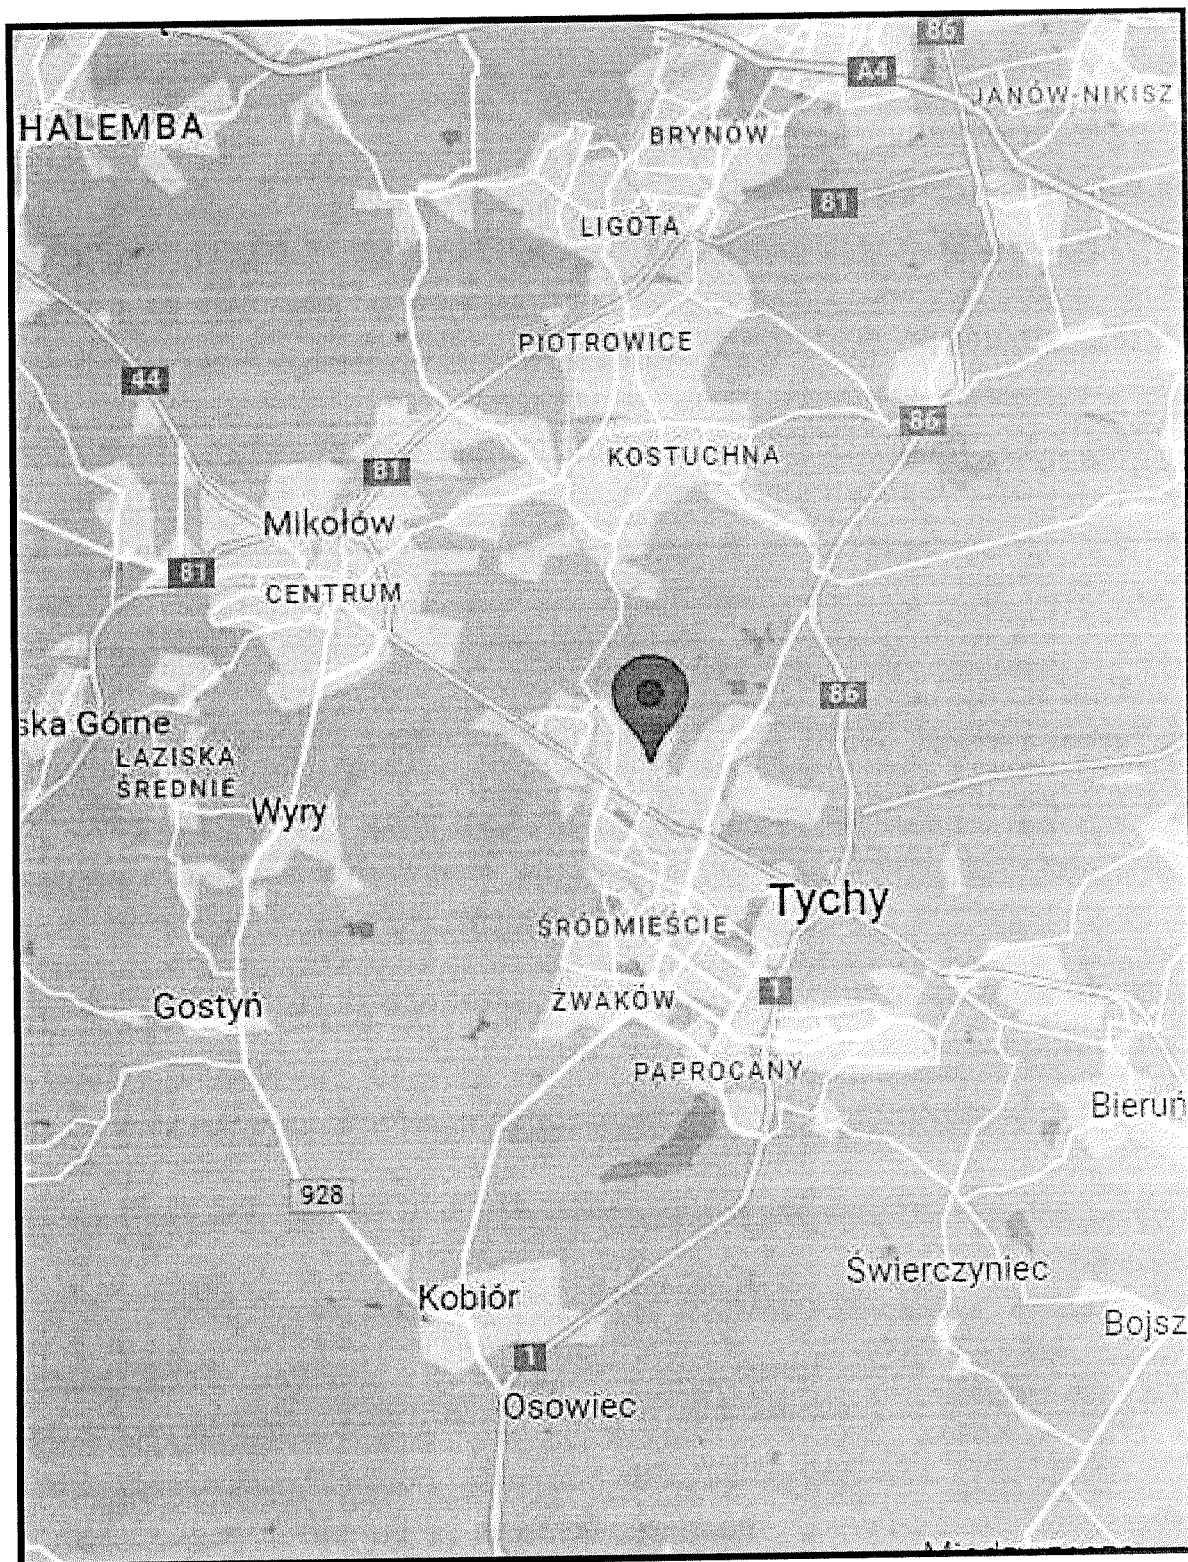 86
A4
JANÓW-NIKISZ
HALEMBA
BRYNÓW
81
LIGOTA
PIOTROWICE
44
86
KOSTUCHNA
81
Mikołów
81
CENTRUM
86
ska Górne
ŁAZISKA
ŚREDNIE
Wyry
Tychy
ŚRÓDMIEŚCIE
1
ŻWAKÓW
Gostyń
PAPROCANY
Bieruń
928
Świerczyniec
Kobiór
Bojsz
1
Osowiec